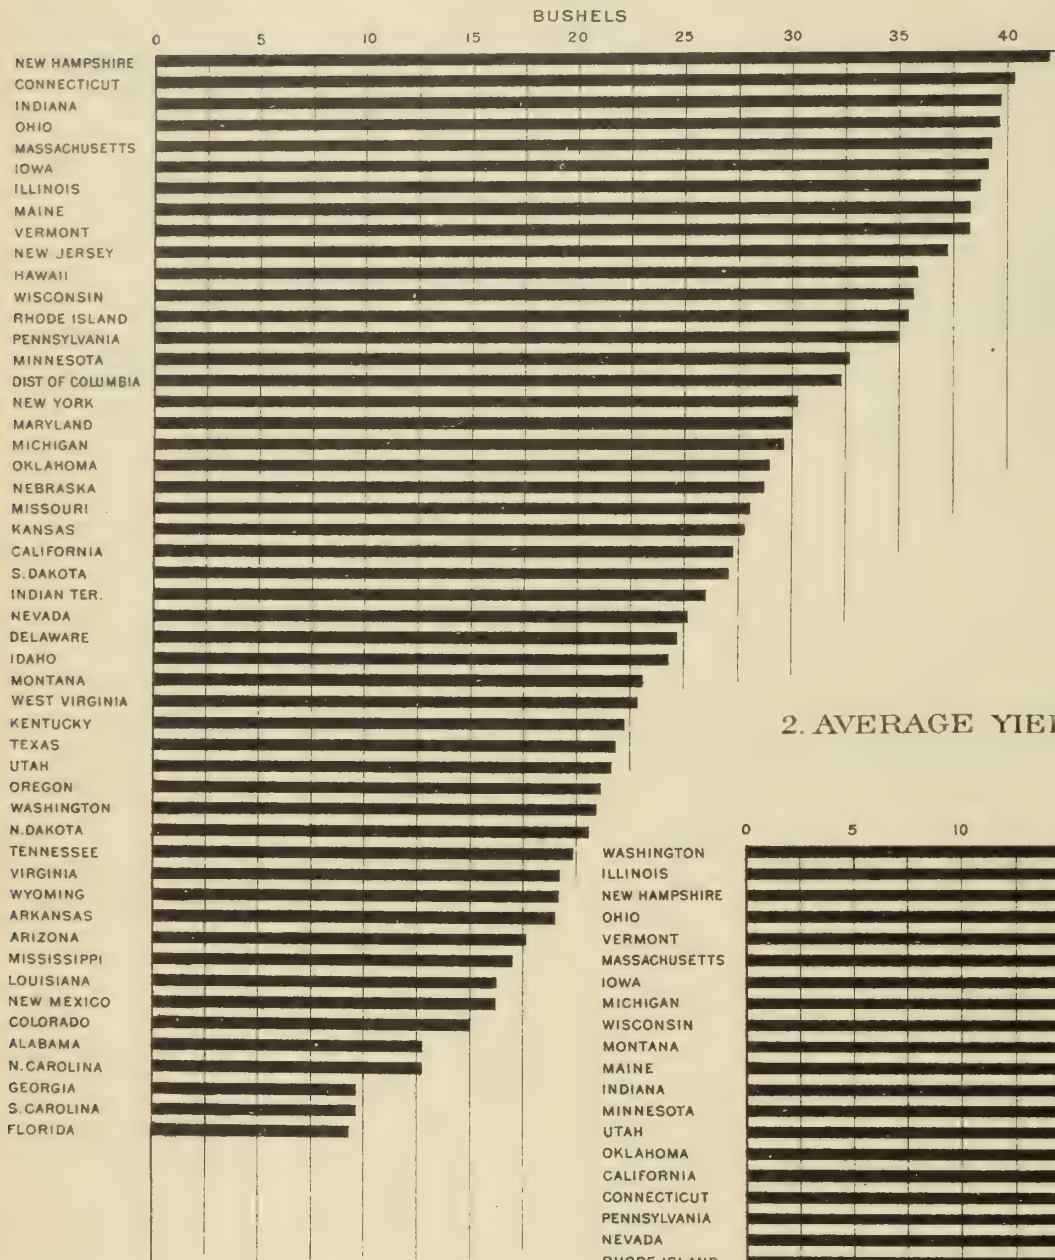 BUSHELS
0 5 10 15 20 25 30 35 40
NEW HAMPSHIRE
CONNECTICUT
INDIANA
OHIO
MASSACHUSETTS
IOWA
ILLINOIS
MAINE
VERMONT
NEW JERSEY
HAWAII
WISCONSIN
RHODE ISLAND
PENNSYLVANIA
MINNESOTA
DIST OF COLUMBIA
NEW YORK
MARYLAND
MICHIGAN
OKLAHOMA
NEBRASKA
MISSOURI
KANSAS
CALIFORNIA
S. DAKOTA
INDIAN TER.
NEVADA
DELAWARE
IDAHO
MONTANA
WEST VIRGINIA
KENTUCKY
TEXAS
UTAH
OREGON
WASHINGTON
N. DAKOTA
TENNESSEE
VIRGINIA
WYOMING
ARKANSAS
ARIZONA
MISSISSIPPI
LOUISIANA
NEW MEXICO
COLORADO
ALABAMA
N. CAROLINA
GEORGIA
S. CAROLINA
FLORIDA
2. AVERAGE YIE
0 5 10
WASHINGTON
ILLINOIS
NEW HAMPSHIRE
OHIO
VERMONT
MASSACHUSETTS
IOWA
MICHIGAN
WISCONSIN
MONTANA
MAINE
INDIANA
MINNESOTA
UTAH
OKLAHOMA
CALIFORNIA
CONNECTICUT
PENNSYLVANIA
NEVADA
RHODE ISLAND